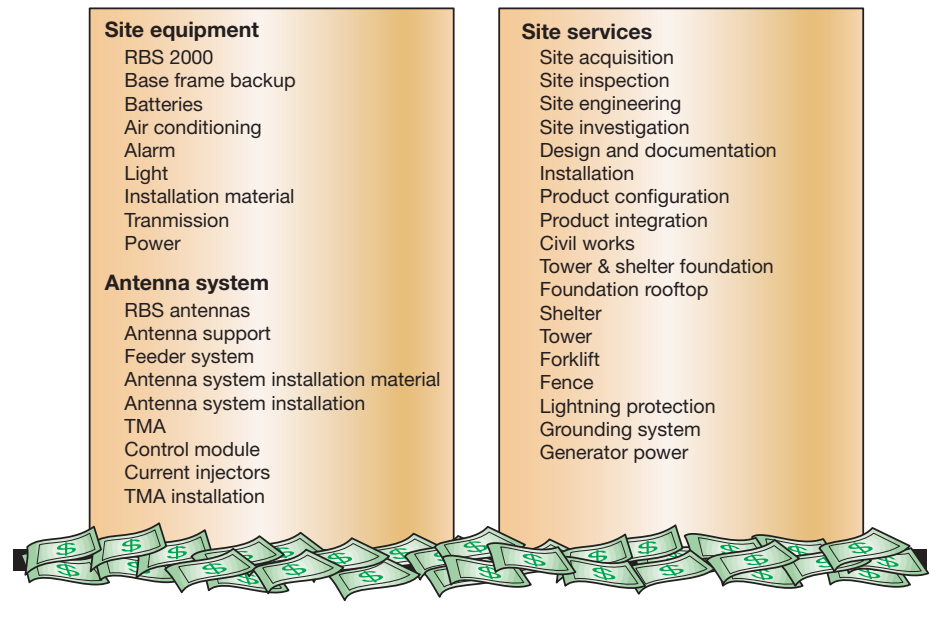 Site equipment
RBS 2000
Base frame backup
Batteries
Air conditioning
Alarm
Light
Installation material
Tranmission
Power
Antenna system
RBS antennas
Antenna support
Feeder system
Antenna system installation material
Antenna system installation
TMA
Control module
Current injectors
TMA installation
Site services
Site acquisition
Site inspection
Site engineering
Site investigation
Design and documentation
Installation
Product configuration
Product integration
Civil works
Tower & shelter foundation
Foundation rooftop
Shelter
Tower
Forklift
Fence
Lightning protection
Grounding system
Generator power